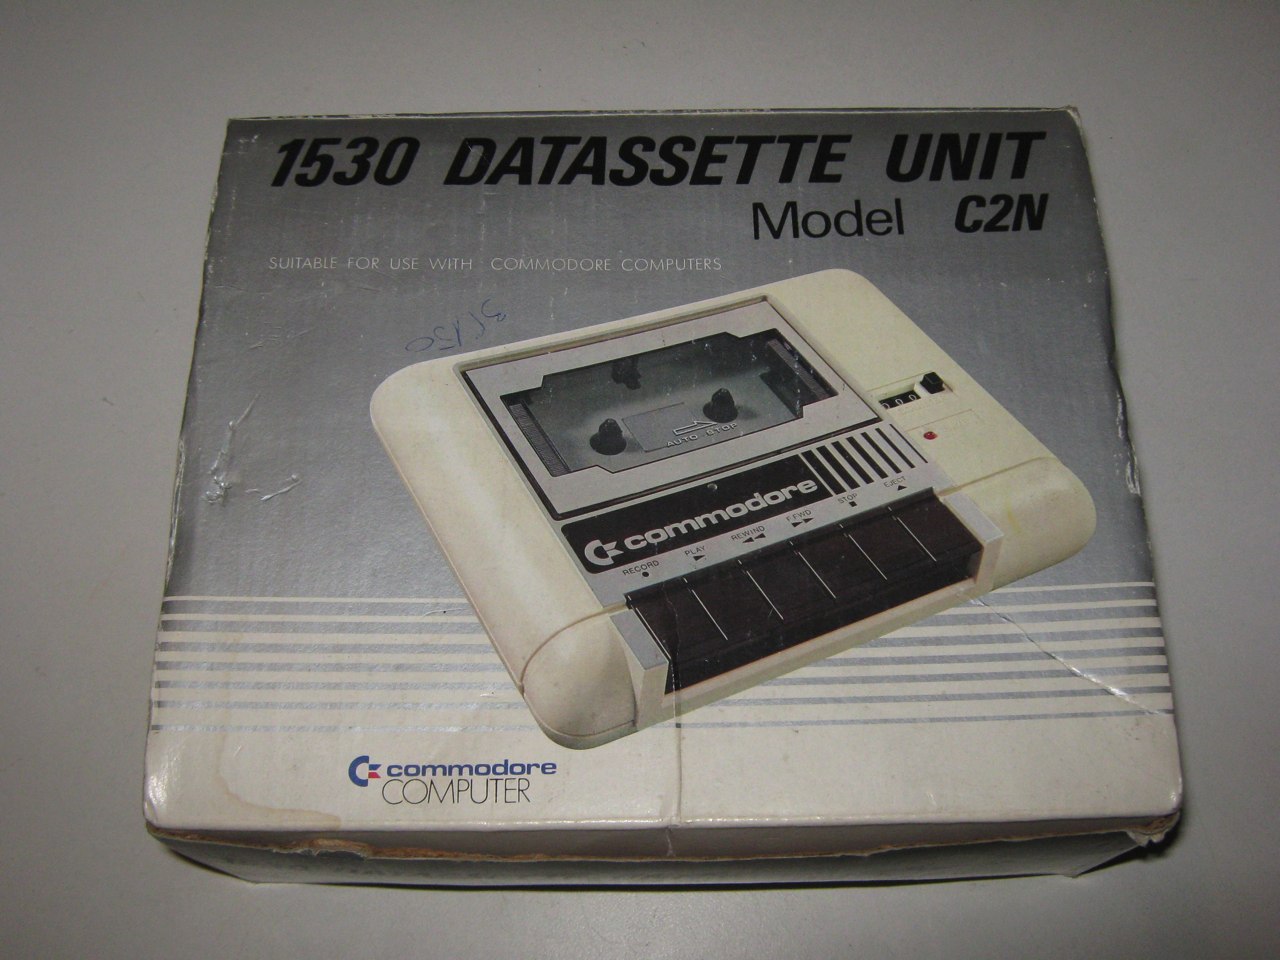 1530 DATASSETTE UNIT
Model C2N
SUITABLE FOR USE WITH COMMODORE COMPUTERS
000
AUTO STOP
commodore
RECORD PLAY REWIND F.FWD STOP EJECT
commodore
COMPUTER